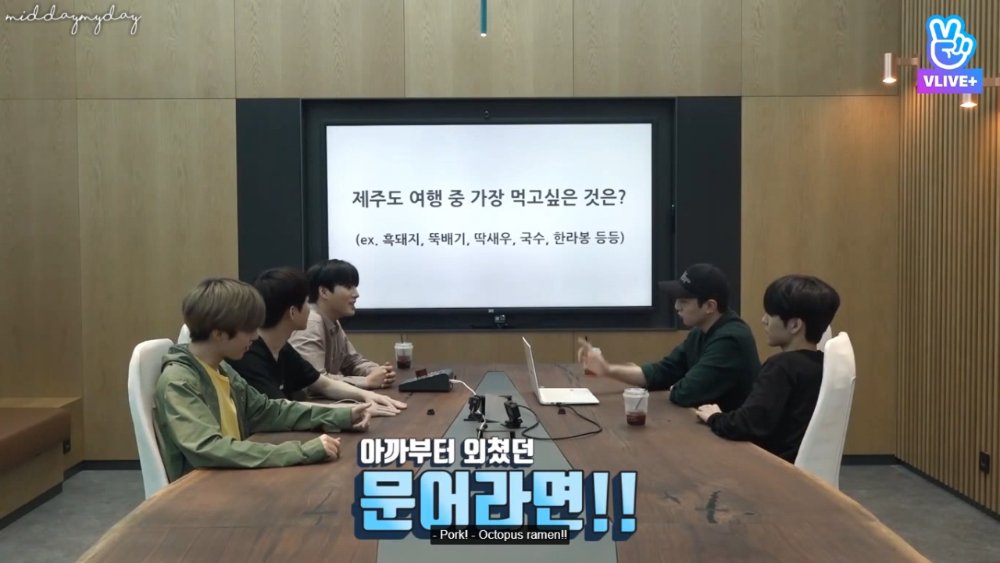 middaymyday
VLIVE+
제주도 여행 중 가장 먹고싶은 것은?
(ex. 흑돼지, 뚝배기, 딱새우, 국수, 한라봉 등등)
아까부터 외쳤던
문어라면!!
- Pork! - Octopus ramen!!